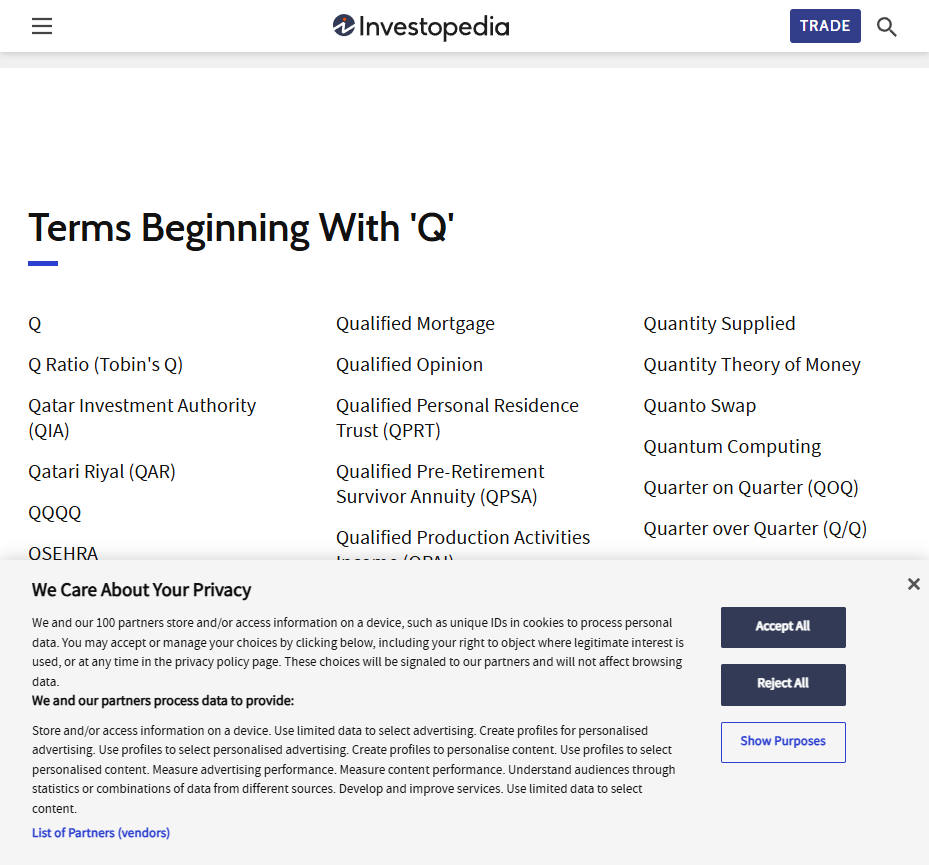 Investopedia
TRADE
Terms Beginning With 'Q'
Q
Q Ratio (Tobin's Q)
Qatar Investment Authority
(QIA)
Qatari Riyal (QAR)
QQQQ
QSEHRA
Qualified Mortgage
Qualified Opinion
Qualified Personal Residence
Trust (QPRT)
Qualified Pre-Retirement
Survivor Annuity (QPSA)
Qualified Production Activities
Income (QPAI)
Quantity Supplied
Quantity Theory of Money
Quanto Swap
Quantum Computing
Quarter on Quarter (QOQ)
Quarter over Quarter (Q/Q)
We Care About Your Privacy
We and our 100 partners store and/or access information on a device, such as unique IDs in cookies to process personal
data. You may accept or manage your choices by clicking below, including your right to object where legitimate interest is
used, or at any time in the privacy policy page. These choices will be signaled to our partners and will not affect browsing
data.
We and our partners process data to provide:
Store and/or access information on a device. Use limited data to select advertising. Create profiles for personalised
advertising. Use profiles to select personalised advertising. Create profiles to personalise content. Use profiles to select
personalised content. Measure advertising performance. Measure content performance. Understand audiences through
statistics or combinations of data from different sources. Develop and improve services. Use limited data to select
content.
List of Partners (vendors)
Accept All
Reject All
Show Purposes